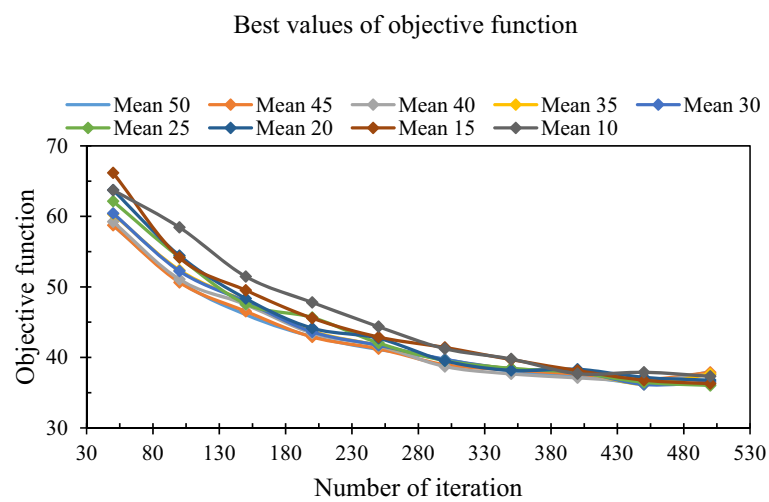 Best values of objective function
Mean 50 Mean 45 Mean 40 Mean 35 Mean 30
Mean 25 Mean 20 Mean 15 Mean 10
70
60
50
40
30
Objective function
30 80 130 180 230 280 330 380 430 480 530
Number of iteration